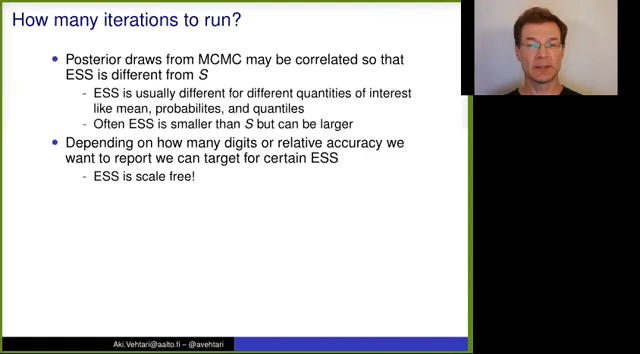 How many iterations to run?
• Posterior draws from MCMC may be correlated so that
ESS is different from S
- ESS is usually different for different quantities of interest
like mean, probabilites, and quantiles
- Often ESS is smaller than S but can be larger
• Depending on how many digits or relative accuracy we
want to report we can target for certain ESS
- ESS is scale free!
Aki.Vehtari@aalto.fi – @avehtari